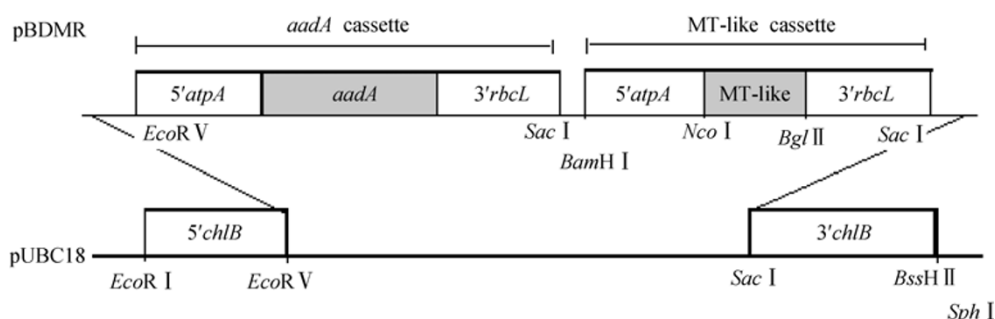 pBDMR aadA cassette MT-like cassette
5′atpA aadA 3′rbcL 5′atpA MT-like 3′rbcL
EcoRⅤ Sac Ⅰ Nco Ⅰ Bgl Ⅱ Sac Ⅰ
BamH Ⅰ
5′chlB 3′chlB
pUBC18
EcoR Ⅰ EcoR Ⅴ Sac Ⅰ BssH Ⅱ
Sph Ⅰ